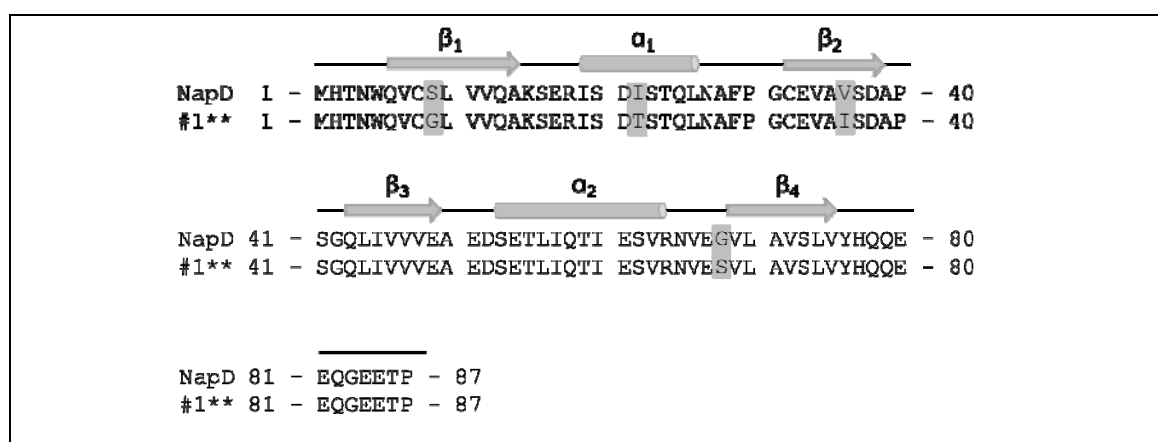 β1 α1 β2
NapD 1 - MHTNWQVCSL VVQAKSERIS DISTQLNAFP GCEVAVSDAP - 40
#1** 1 - MHTNWQVCGL VVQAKSERIS DTSTQLNAFP GCEVAISDAP - 40
β3 α2 β4
NapD 41 - SGQLIVVVEA EDSETLIQTI ESVRNVEGVL AVSLVYHQQE - 80
#1** 41 - SGQLIVVVEA EDSETLIQTI ESVRNVESVL AVSLVYHQQE - 80
NapD 81 - EQGEETP - 87
#1** 81 - EQGEETP - 87